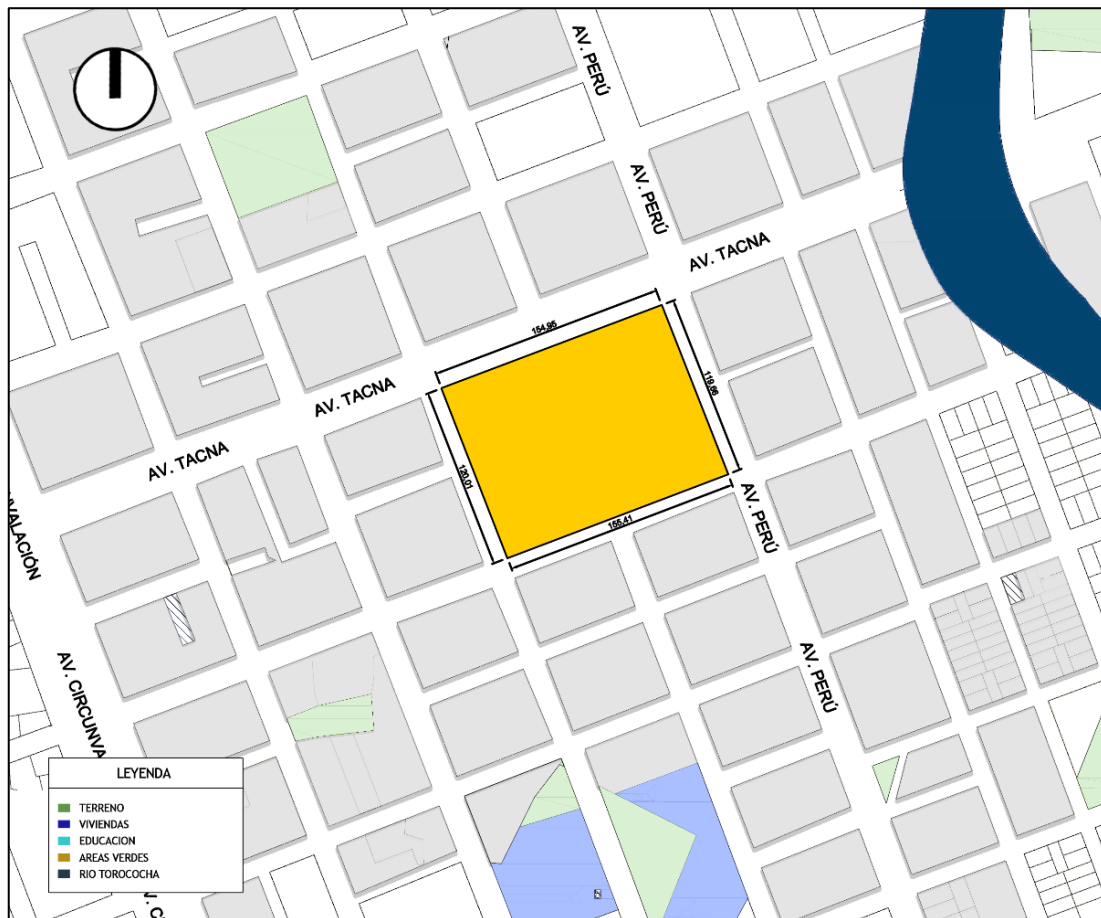 AV. PERÚ
AV. PERÚ
AV. TACNA
154,95
119,66
AV. TACNA
AV. TACNA
120,01
155,41
AV. PERÚ
UVALACIÓN
AV. CIRCUNVA
AV. PERÚ
LEYENDA
TERRENO
VIVIENDAS
EDUCACION
AREAS VERDES
RIO TOROCOCHA
V. C